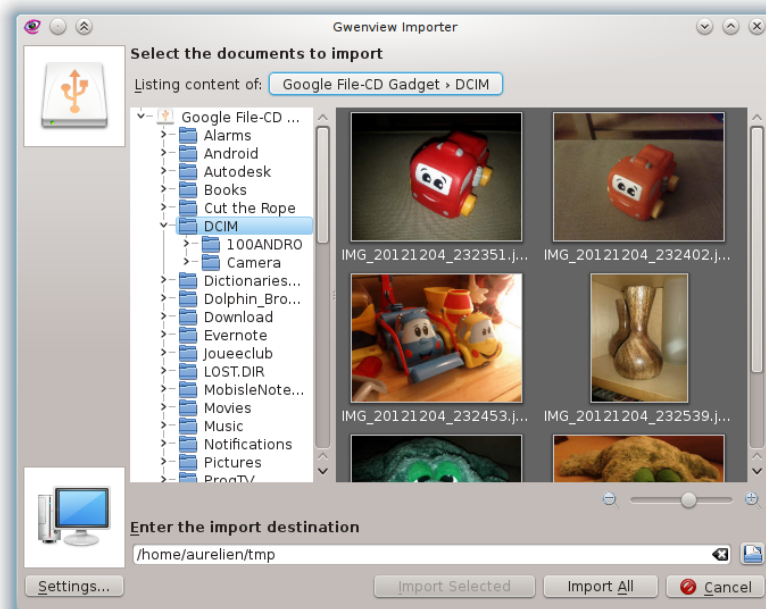 Gwenview Importer
Select the documents to import
Listing content of: Google File-CD Gadget › DCIM
Google File-CD ...
Alarms
Android
Autodesk
Books
Cut the Rope
DCIM
100ANDRO
Camera
Dictionaries...
Dolphin_Bro...
Download
Evernote
Joueeclub
LOST.DIR
MobisleNote...
Movies
Music
Notifications
Pictures
ProgTV
IMG_20121204_232351.j... IMG_20121204_232402.j...
IMG_20121204_232453.j... IMG_20121204_232539.j...
Enter the import destination
/home/aurelien/tmp
Settings... Import Selected Import All Cancel